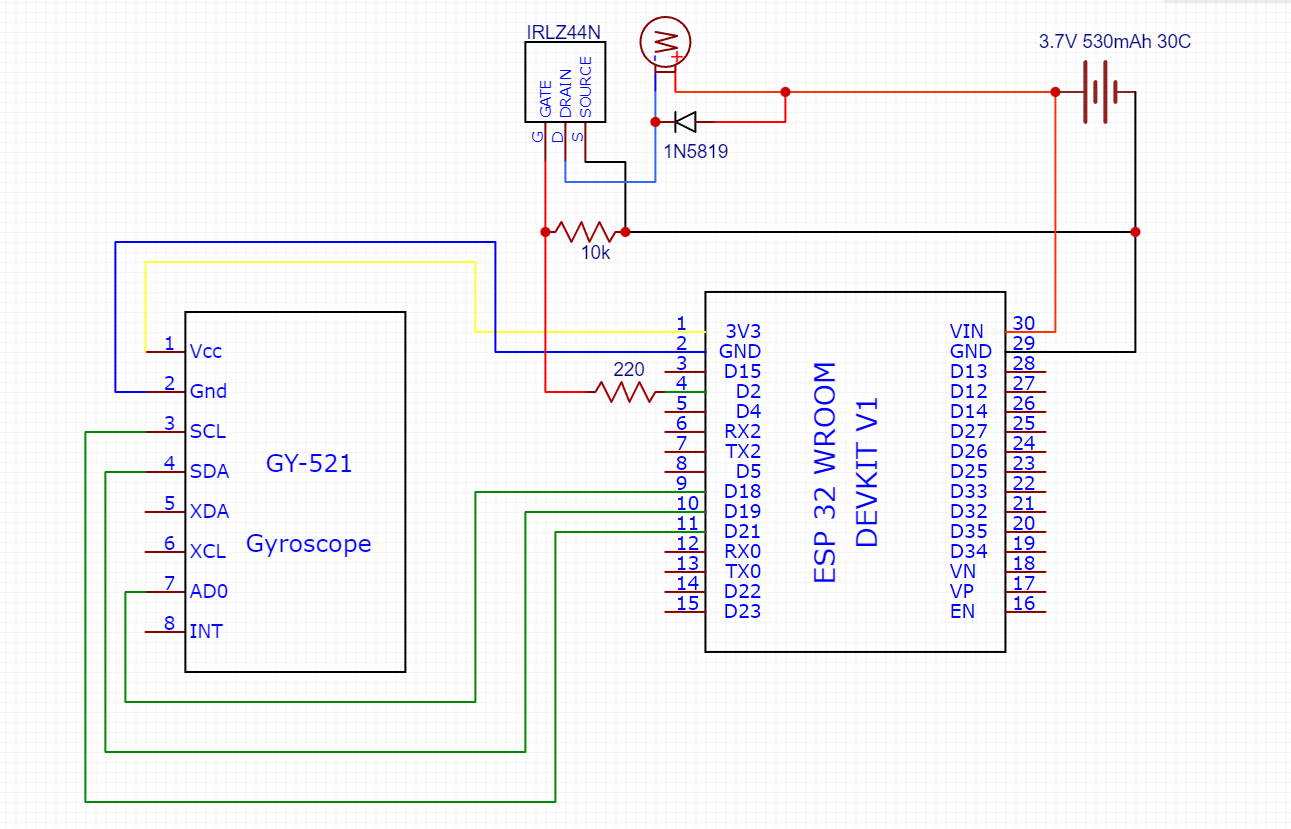 IRLZ44N
GATE
DRAIN
SOURCE
G
D
S
+
1N5819
3.7V 530mAh 30C
10k
220
1 Vcc
2 Gnd
3 SCL
4 SDA
5 XDA
6 XCL
7 AD0
8 INT
GY-521
Gyroscope
1 3V3
2 GND
3 D15
4 D2
5 D4
6 RX2
7 TX2
8 D5
9 D18
10 D19
11 D21
12 RX0
13 TX0
14 D22
15 D23
ESP 32 WROOM
DEVKIT V1
VIN 30
GND 29
D13 28
D12 27
D14 26
D27 25
D26 24
D25 23
D33 22
D32 21
D35 20
D34 19
VN 18
VP 17
EN 16